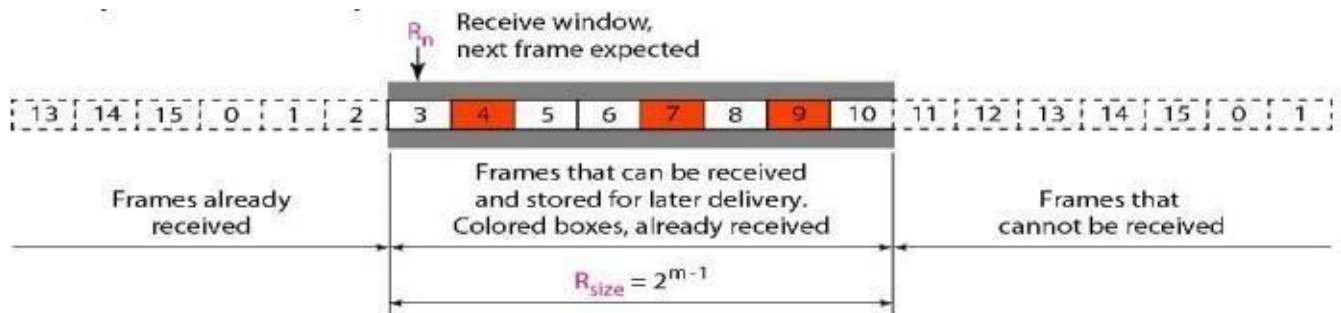 Rn
Receive window,
next frame expected
13 14 15 0 1 2 3 4 5 6 7 8 9 10 11 12 13 14 15 0 1
Frames already
received
Frames that can be received
and stored for later delivery.
Colored boxes, already received
Frames that
cannot be received
Rsize = 2^m-1